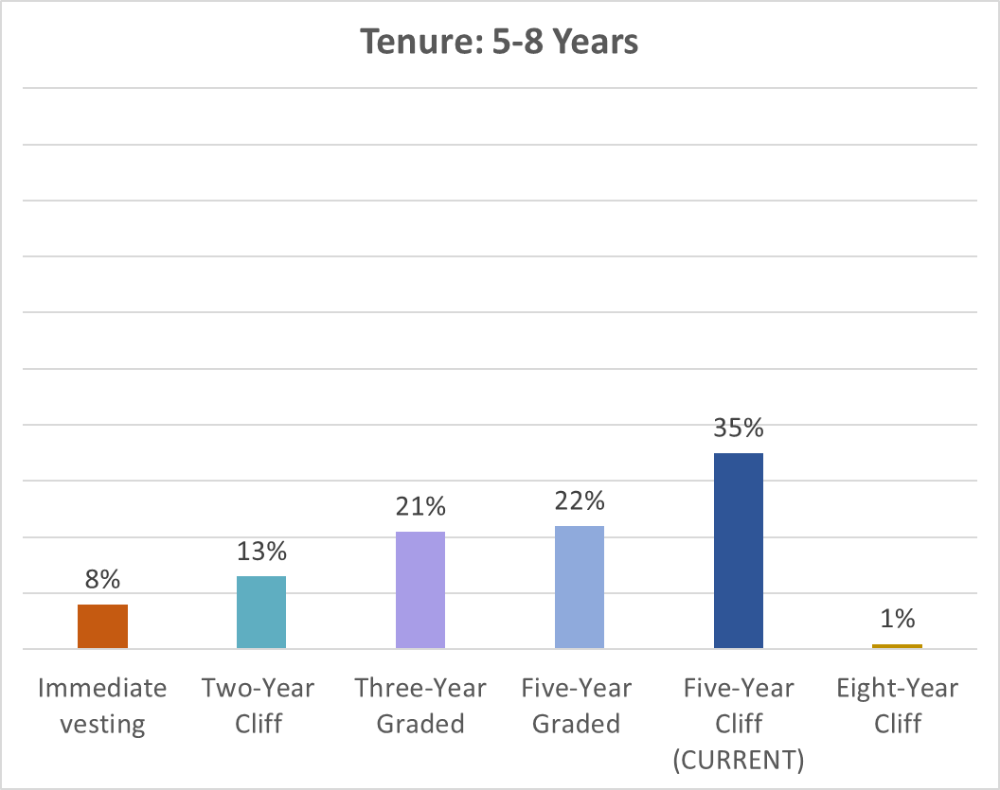 Tenure: 5-8 Years
35%
22%
21%
13%
8%
1%
Immediate
vesting
Two-Year
Cliff
Three-Year
Graded
Five-Year
Graded
Five-Year
Cliff
(CURRENT)
Eight-Year
Cliff